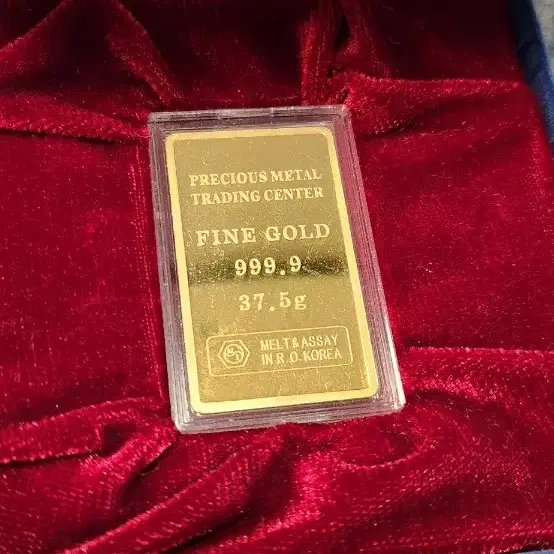 PRECIOUS METAL
TRADING CENTER
FINE GOLD
999.9
37.5g
MELT & ASSAY
IN R.O.KOREA